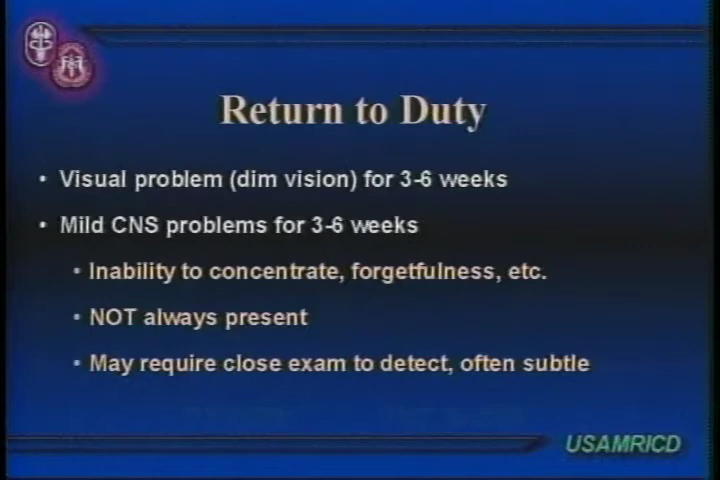 Return to Duty
• Visual problem (dim vision) for 3-6 weeks
• Mild CNS problems for 3-6 weeks
• Inability to concentrate, forgetfulness, etc.
• NOT always present
• May require close exam to detect, often subtle
USAMRICD